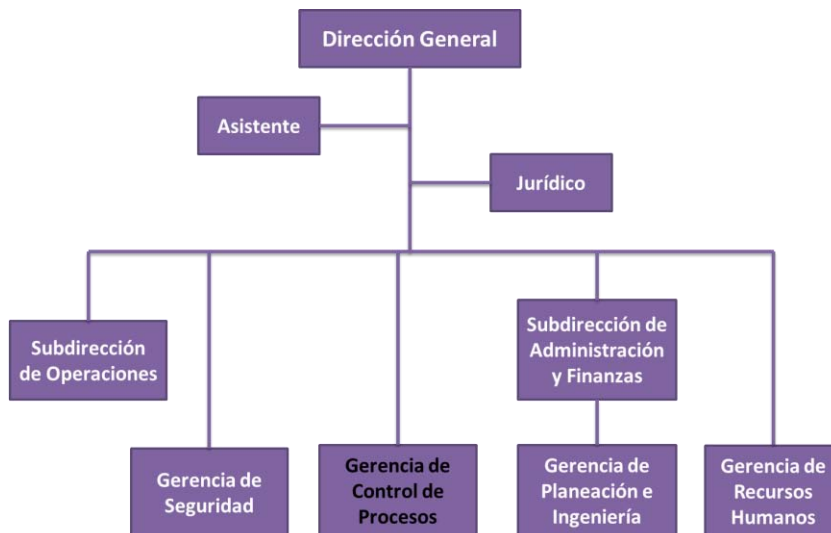 Dirección General
Asistente
Jurídico
Subdirección
de Operaciones
Subdirección de
Administración
y Finanzas
Gerencia de
Seguridad
Gerencia de
Control de
Procesos
Gerencia de
Planeación e
Ingeniería
Gerencia de
Recursos
Humanos